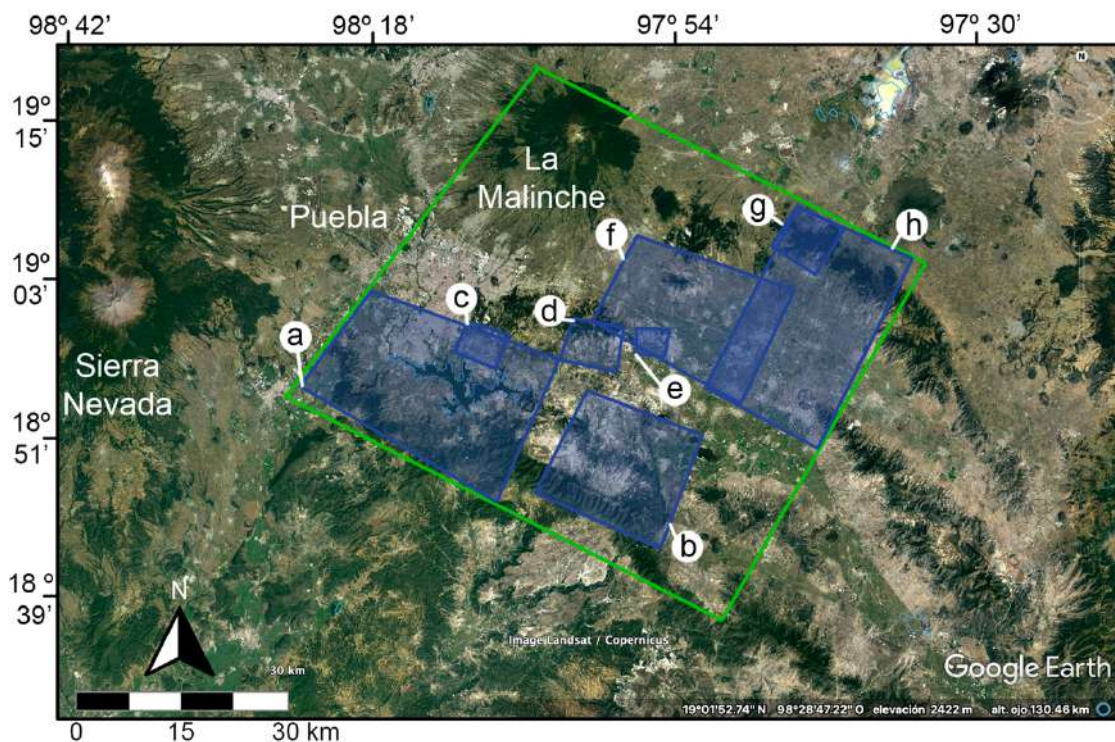 98° 42’ 98° 18’ 97° 54’ 97° 30’
N
19°
15’
La
Malinche
Puebla
g
h
f
19°
03’
c
d
a
e
Sierra
Nevada
18°
51’
b
18 °
39’
N
Image Landsat / Copernicus
30 km
Google Earth
19°01'52.74" N 98°28'47.22" O elevación 2422 m alt. ojo 130.46 km
0 15 30 km